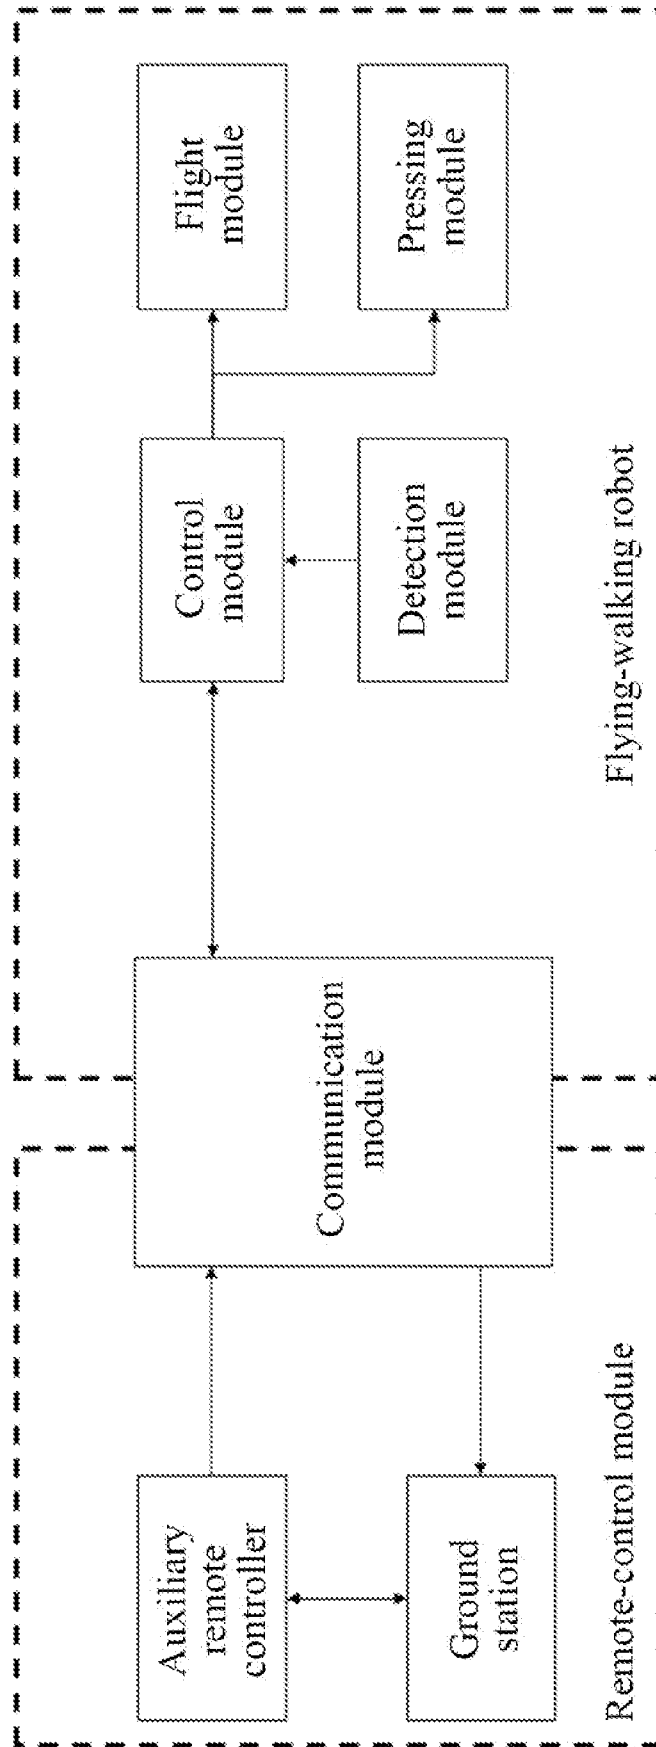 Auxiliary
remote
controller
Ground
station
Remote-control module
Communication
module
Control
module
Detection
module
Flight
module
Pressing
module
Flying-walking robot